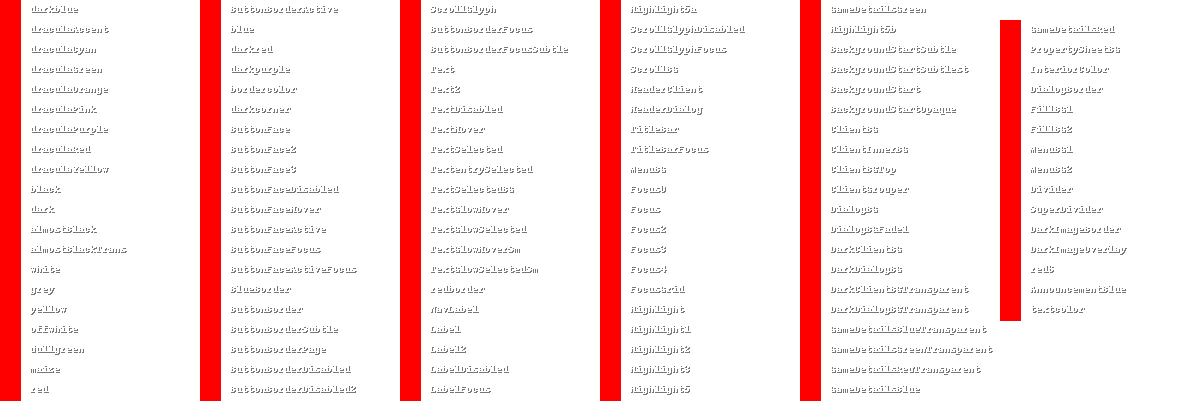 darkblue
draculaAccent
draculaCyan
draculaGreen
draculaOrange
draculaPink
draculaPurple
draculaRed
draculaYellow
black
dark
almostBlack
almostBlackTrans
white
grey
yellow
offwhite
dullgreen
maize
red
ButtonBorderActive
blue
darkred
darkpurple
bordercolor
darkcorner
ButtonFace
ButtonFace2
ButtonFace3
ButtonFaceDisabled
ButtonFaceHover
ButtonFaceActive
ButtonFaceFocus
ButtonFaceActiveFocus
BlueBorder
ButtonBorder
ButtonBorderSubtle
ButtonBorderPage
ButtonBorderDisabled
ButtonBorderDisabled2
ScrollGlyph
ButtonBorderFocus
ButtonBorderFocusSubtle
Text
Text2
TextDisabled
TextHover
TextSelected
TextentrySelected
TextSelectedBG
TextGlowHover
TextGlowSelected
TextGlowHoverSm
TextGlowSelectedSm
redborder
NavLabel
Label
Label2
LabelDisabled
LabelFocus
Highlight5a
ScrollGlyphDisabled
ScrollGlyphFocus
ScrollBG
HeaderClient
HeaderDialog
TitleBar
TitleBarFocus
MenuBG
Focus0
Focus
Focus2
Focus3
Focus4
FocusGrid
Highlight
Highlight1
Highlight2
Highlight3
Highlight5
GameDetailsGreen
Highlight5b
BackgroundStartSubtle
BackgroundStartSubtlest
BackgroundStart
BackgroundStartOpaque
ClientBG
ClientInnerBG
ClientBGTop
ClientGrouper
DialogBG
DialogBGFade1
DarkClientBG
DarkDialogBG
DarkClientBGTransparent
DarkDialogBGTransparent
GameDetailsBlueTransparent
GameDetailsGreenTransparent
GameDetailsRedTransparent
GameDetailsBlue
GameDetailsRed
PropertySheetBG
InteriorColor
DialogBorder
FillBG1
FillBG2
MenuBG1
MenuBG2
Divider
SuperDivider
DarkImageBorder
DarkImageOverlay
red$
AnnouncementBlue
textcolor